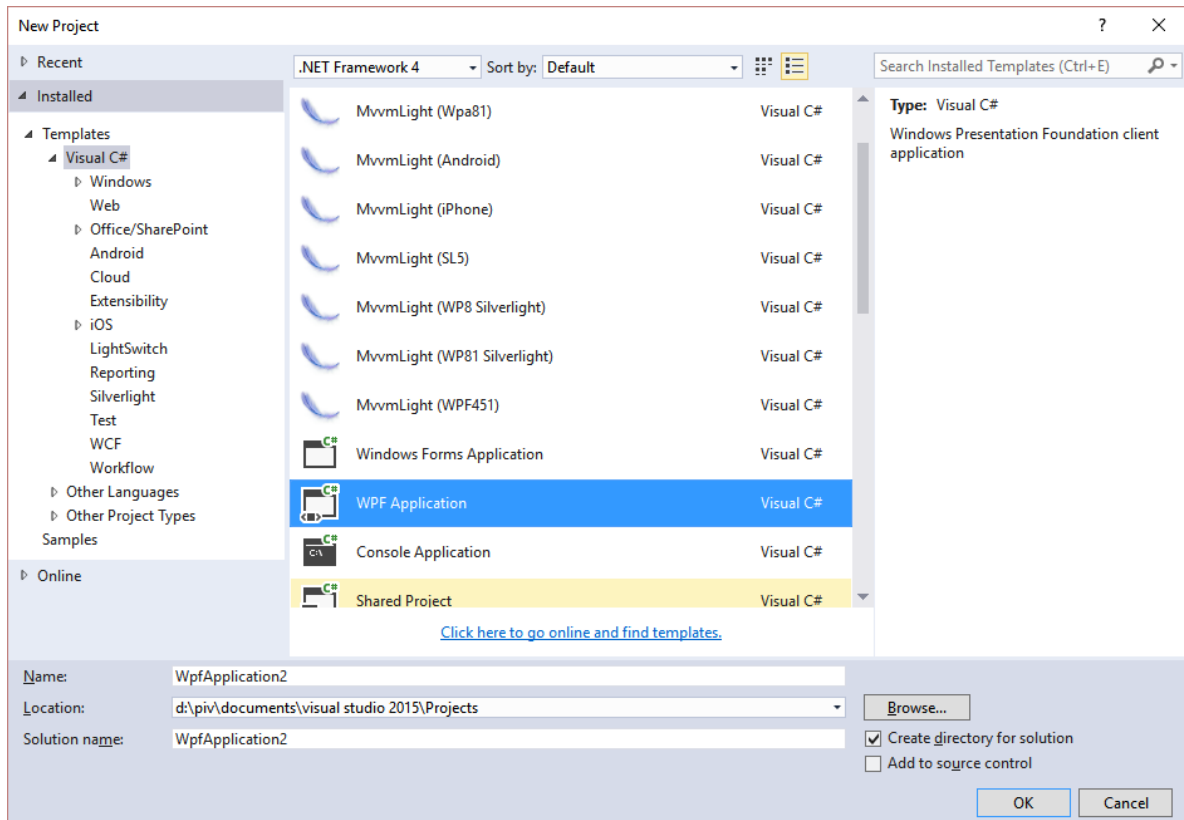 New Project
?
Recent
Installed
Templates
Visual C#
Windows
Web
Office/SharePoint
Android
Cloud
Extensibility
iOS
LightSwitch
Reporting
Silverlight
Test
WCF
Workflow
Other Languages
Other Project Types
Samples
Online
.NET Framework 4 Sort by: Default
MvvmLight (Wpa81) Visual C#
MvvmLight (Android) Visual C#
MvvmLight (iPhone) Visual C#
MvvmLight (SL5) Visual C#
MvvmLight (WP8 Silverlight) Visual C#
MvvmLight (WP81 Silverlight) Visual C#
MvvmLight (WPF451) Visual C#
C# Windows Forms Application Visual C#
C# WPF Application Visual C#
C# C:\ Console Application Visual C#
C# Shared Project Visual C#
Click here to go online and find templates.
Search Installed Templates (Ctrl+E)
Type: Visual C#
Windows Presentation Foundation client
application
Name: WpfApplication2
Location: d:\piv\documents\visual studio 2015\Projects Browse...
Solution name: WpfApplication2
Create directory for solution
Add to source control
OK Cancel